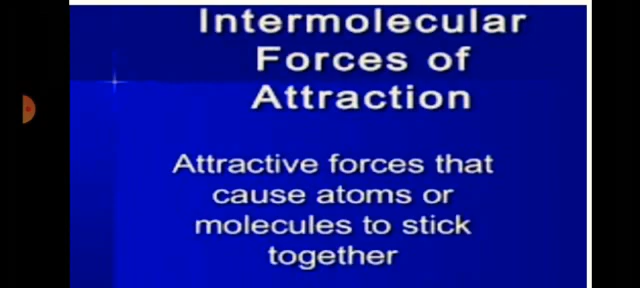 Intermolecular
Forces of
Attraction
Attractive forces that
cause atoms or
molecules to stick
together